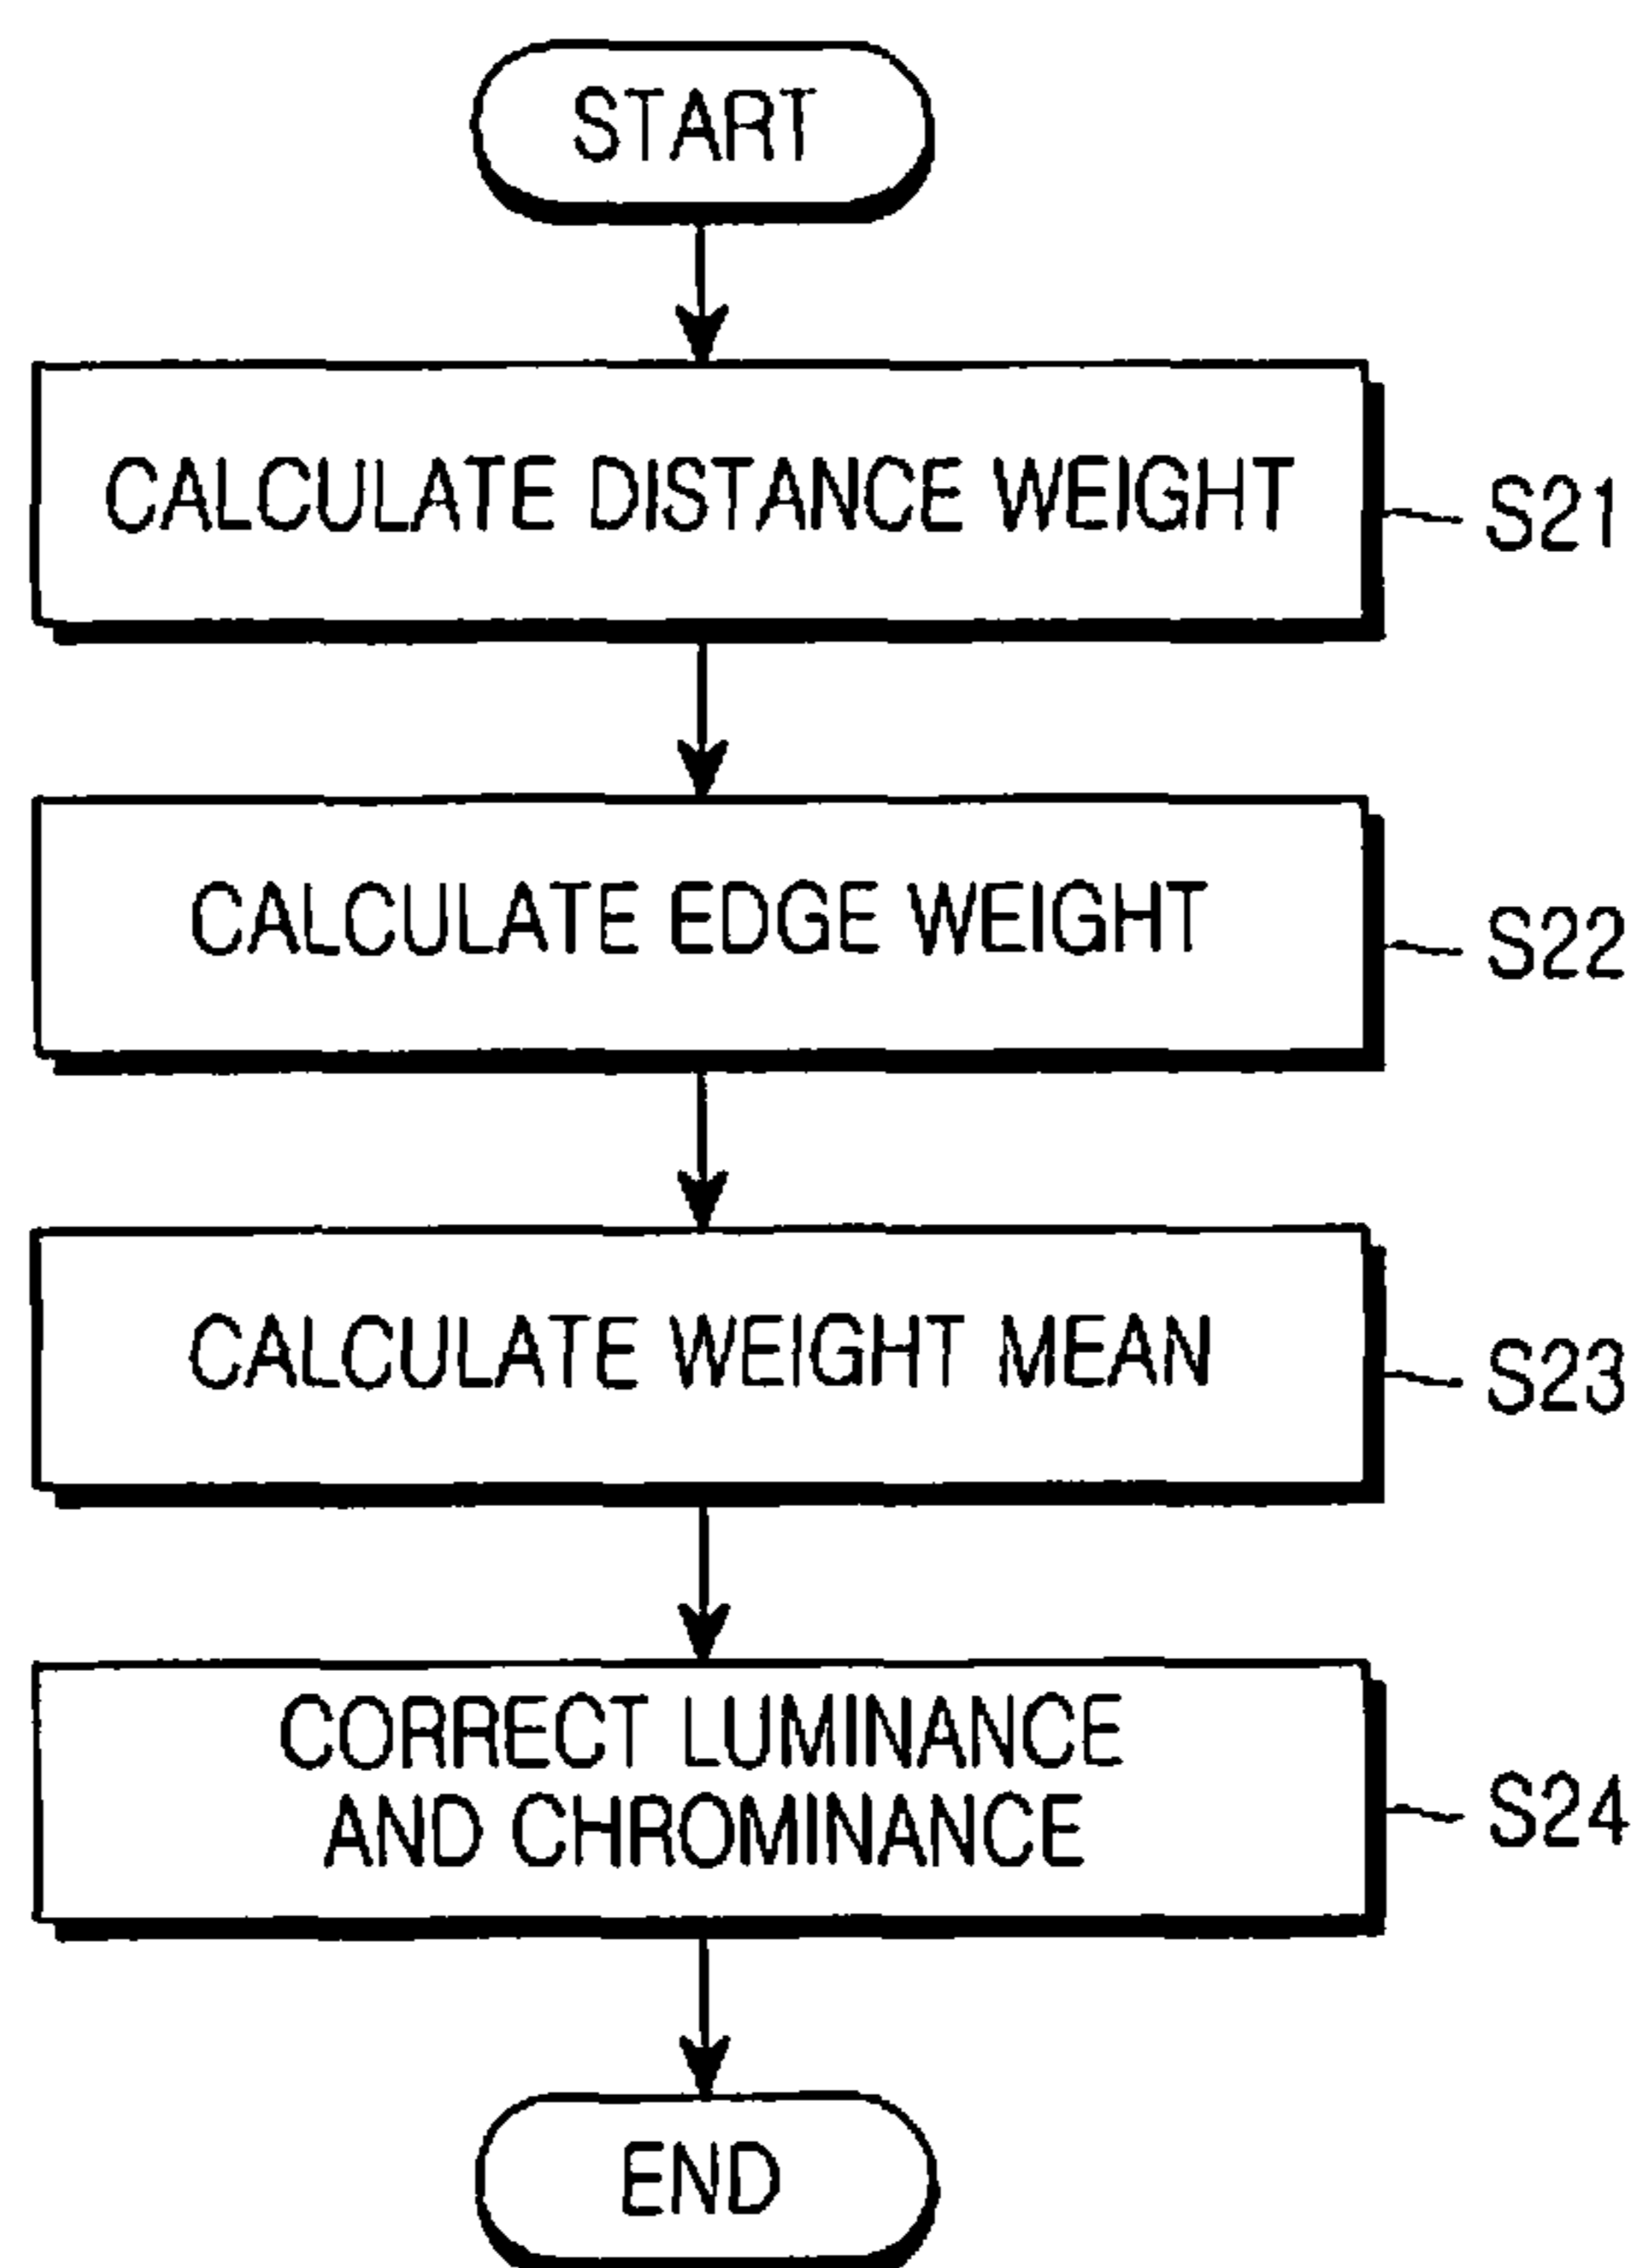 START
CALCULATE DISTANCE WEIGHT
S21
CALCULATE EDGE WEIGHT
S22
CALCULATE WEIGHT MEAN
S23
CORRECT LUMINANCE
AND CHROMINANCE
S24
END